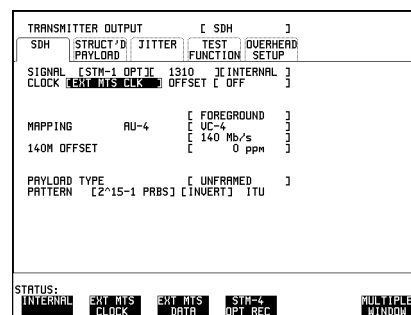 TRANSMITTER OUTPUT [ SDH ]
SDH STRUCT'D PAYLOAD JITTER TEST FUNCTION OVERHEAD SETUP
SIGNAL [STM-1 OPT][ 1310 ][INTERNAL ]
CLOCK [EXT MTS CLK ] OFFSET [ OFF ]
[ FOREGROUND ]
MAPPING AU-4 [ VC-4 ]
[ 140 Mb/s ]
140M OFFSET [ 0 ppm ]
PAYLOAD TYPE [ UNFRAMED ]
PATTERN [2^15-1 PRBS] [INVERT] ITU
STATUS:
INTERNAL EXT MTS CLOCK EXT MTS DATA STM-4 OPT REC MULTIPLE WINDOW